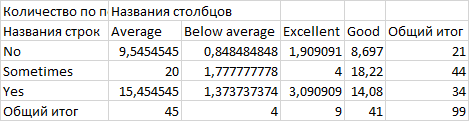 Количество по п Названия столбцов
Названия строк Average Below average Excellent Good Общий итог
No 9,5454545 0,848484848 1,909091 8,697 21
Sometimes 20 1,777777778 4 18,22 44
Yes 15,454545 1,373737374 3,090909 14,08 34
Общий итог 45 4 9 41 99